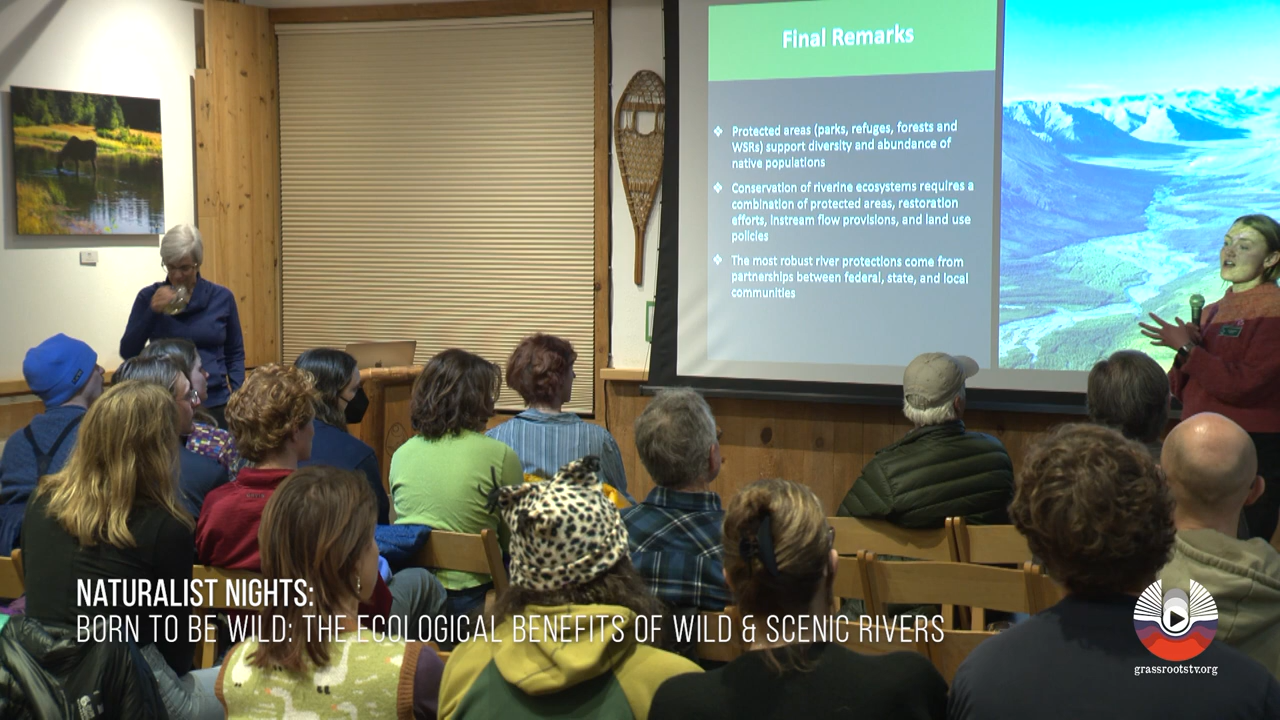 Final Remarks
❖ Protected areas (parks, refuges, forests and
WSRs) support diversity and abundance of
native populations
❖ Conservation of riverine ecosystems requires a
combination of protected areas, restoration
efforts, instream flow provisions, and land use
policies
❖ The most robust river protections come from
partnerships between federal, state, and local
communities
NATURALIST NIGHTS:
BORN TO BE WILD: THE ECOLOGICAL BENEFITS OF WILD & SCENIC RIVERS
grassrootstv.org